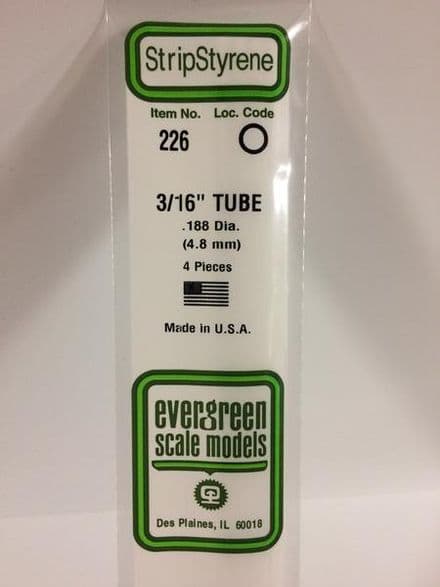 StripStyrene
Item No. Loc. Code
226
3/16" TUBE
.188 Dia.
(4.8 mm)
4 Pieces
Made in U.S.A.
evergreen
scale models
Des Plaines, IL 60018